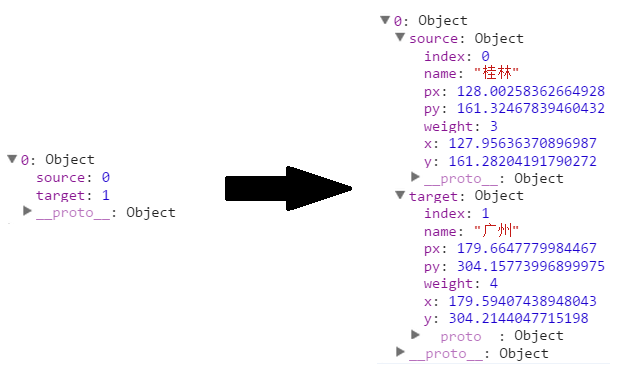 0: Object
source: 0
target: 1
__proto__: Object
0: Object
source: Object
index: 0
name: "桂林"
px: 128.00258362664928
py: 161.32467839460432
weight: 3
x: 127.95636370896987
y: 161.28204191790272
__proto__: Object
target: Object
index: 1
name: "广州"
px: 179.6647779984467
py: 304.15773996899975
weight: 4
x: 179.59407438948043
y: 304.2144047715198
proto : Object
__proto__: Object